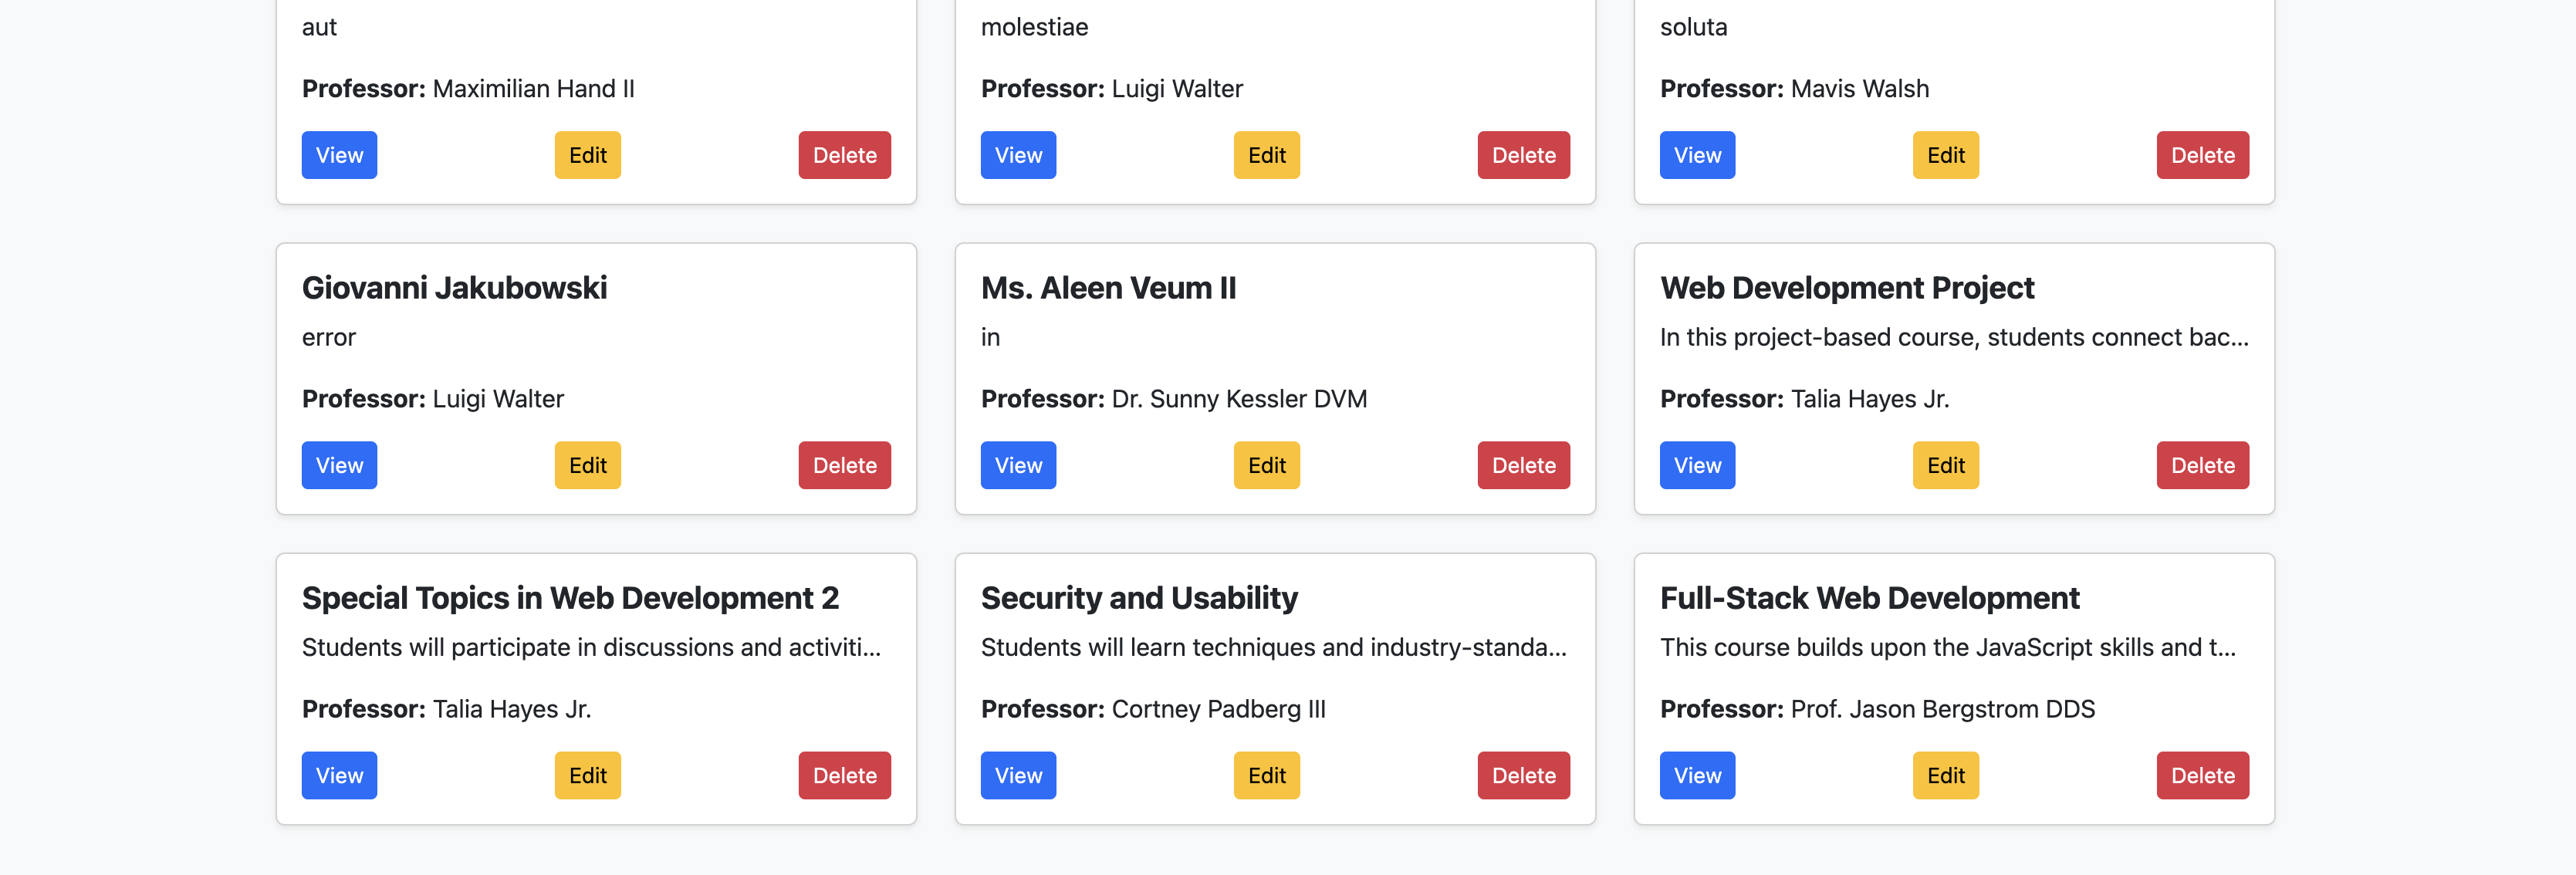 aut
Professor: Maximilian Hand II
View Edit Delete
molestiae
Professor: Luigi Walter
View Edit Delete
soluta
Professor: Mavis Walsh
View Edit Delete
Giovanni Jakubowski
error
Professor: Luigi Walter
View Edit Delete
Ms. Aleen Veum II
in
Professor: Dr. Sunny Kessler DVM
View Edit Delete
Web Development Project
In this project-based course, students connect bac...
Professor: Talia Hayes Jr.
View Edit Delete
Special Topics in Web Development 2
Students will participate in discussions and activiti...
Professor: Talia Hayes Jr.
View Edit Delete
Security and Usability
Students will learn techniques and industry-standa...
Professor: Cortney Padberg III
View Edit Delete
Full-Stack Web Development
This course builds upon the JavaScript skills and t...
Professor: Prof. Jason Bergstrom DDS
View Edit Delete